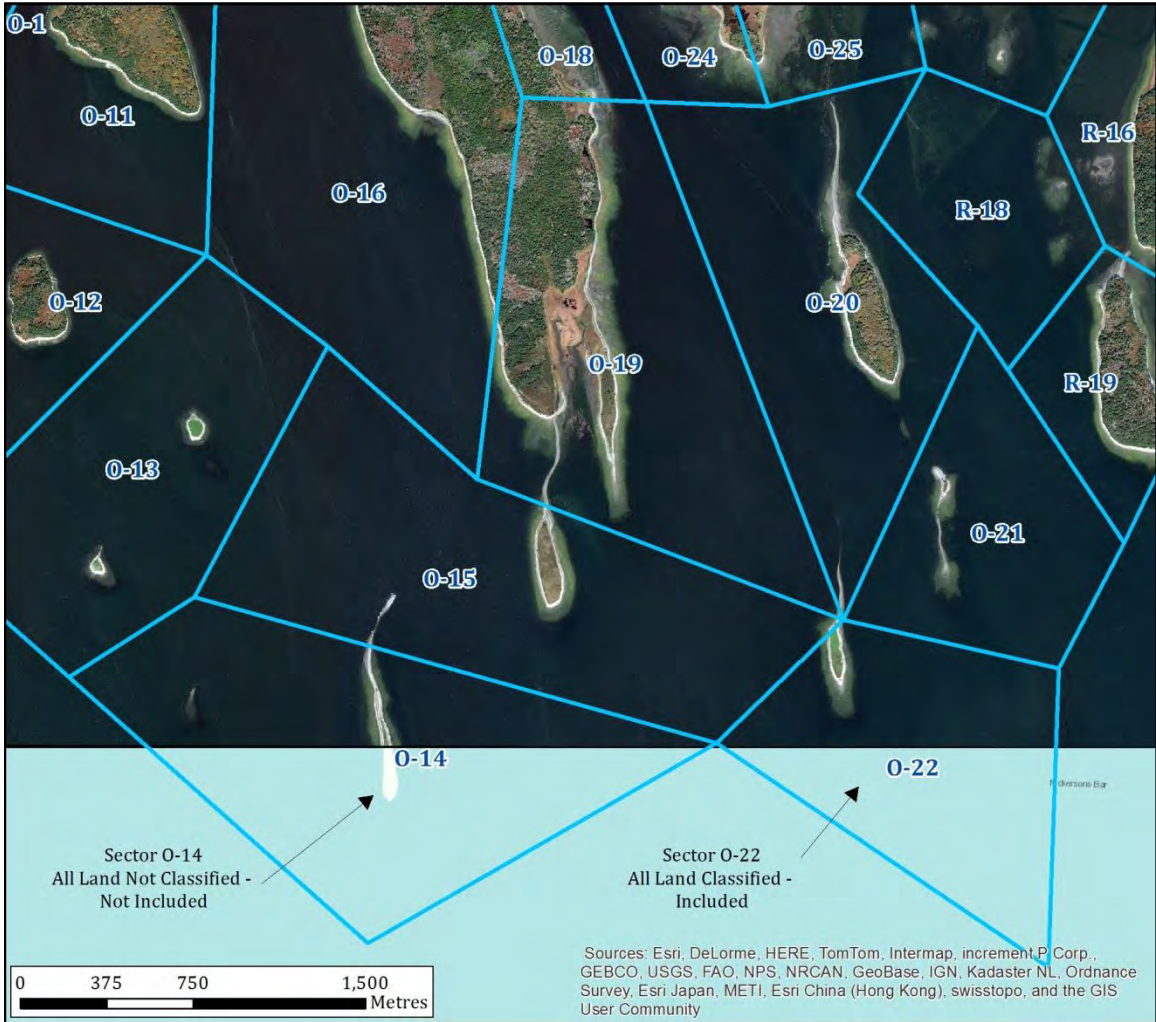 O-1
O-18
O-24
O-25
O-11
R-16
O-16
R-18
O-12
O-20
O-19
R-19
O-13
O-21
O-15
O-14
O-22
Bar
Sector O-14
All Land Not Classified -
Not Included
Sector O-22
All Land Classified -
Included
0 375 750 1,500
Metres
Sources: Esri, DeLorme, HERE, TomTom, Intermap, increment P Corp.,
GEBCO, USGS, FAO, NPS, NRCAN, GeoBase, IGN, Kadaster NL, Ordnance
Survey, Esri Japan, METI, Esri China (Hong Kong), swisstopo, and the GIS
User Community